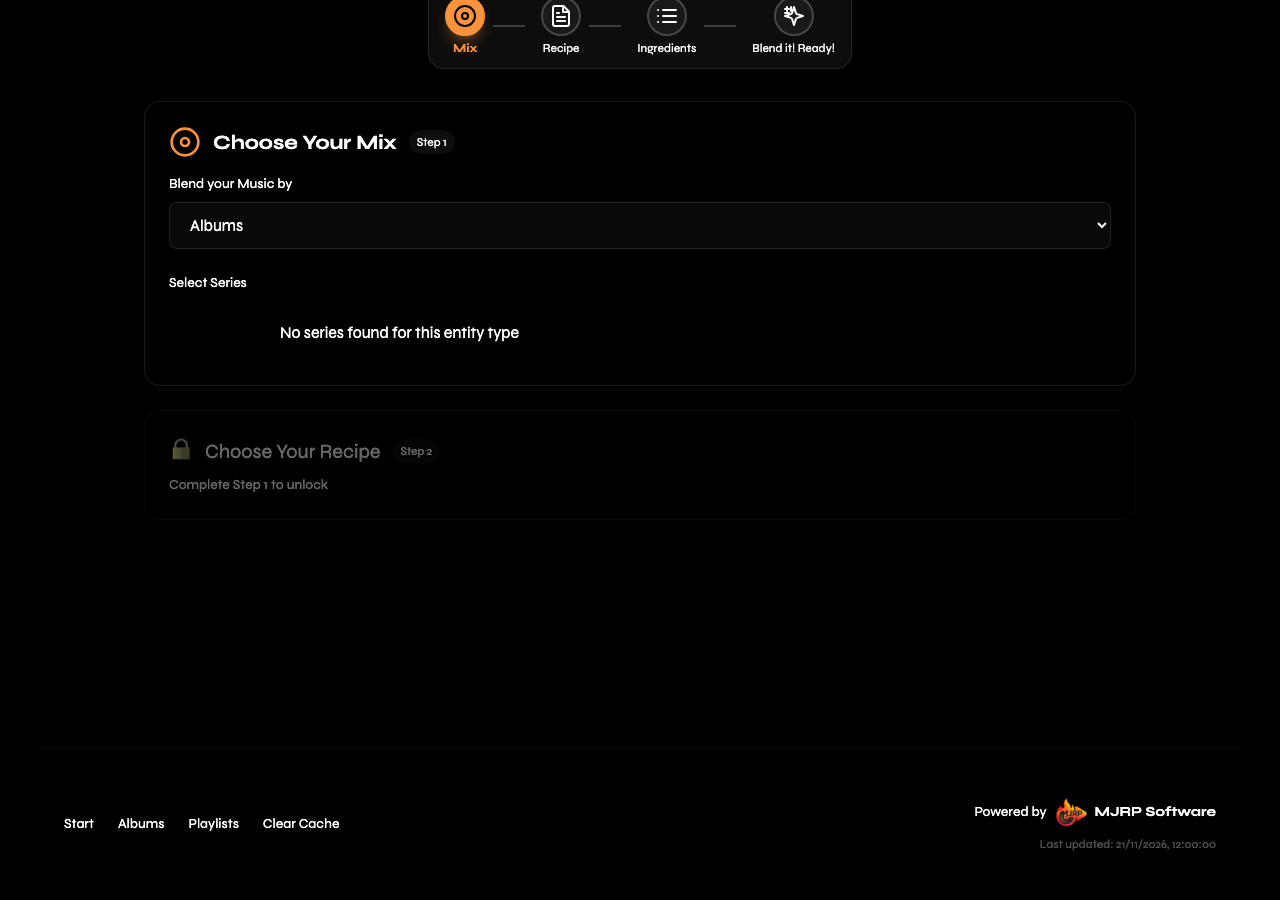 Mix
Recipe
Ingredients
Blend it! Ready!
Choose Your Mix
Step 1
Blend your Music by
Albums
Select Series
No series found for this entity type
Choose Your Recipe
Step 2
Complete Step 1 to unlock
Start
Albums
Playlists
Clear Cache
Powered by
MJRP
MJRP Software
Last updated: 21/11/2026, 12:00:00